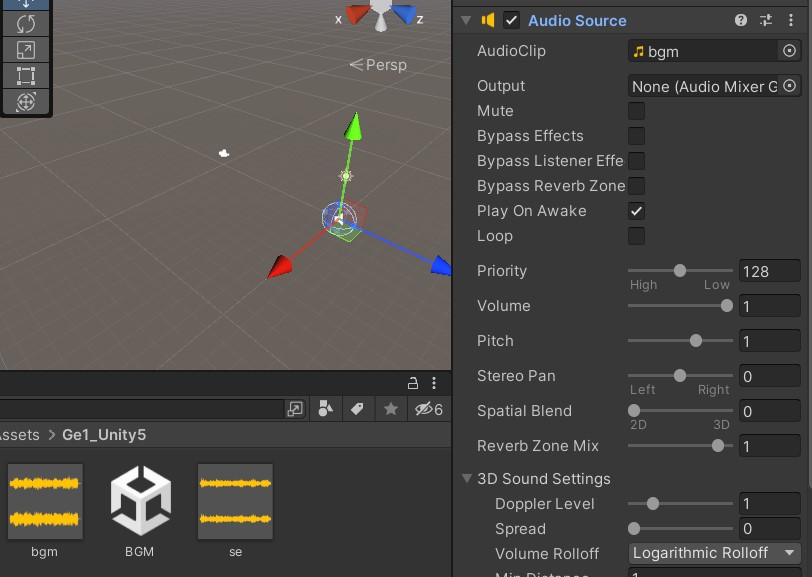 x
z
Persp
Audio Source
AudioClip
bgm
Output
None (Audio Mixer G
Mute
Bypass Effects
Bypass Listener Effe
Bypass Reverb Zone
Play On Awake
Loop
Priority
128
High
Low
Volume
1
Pitch
1
Stereo Pan
0
Left
Right
Spatial Blend
0
2D
3D
Reverb Zone Mix
1
3D Sound Settings
Doppler Level
1
Spread
0
Volume Rolloff
Logarithmic Rolloff
Min Distance
1
6
ssets > Ge1_Unity5
bgm
BGM
se